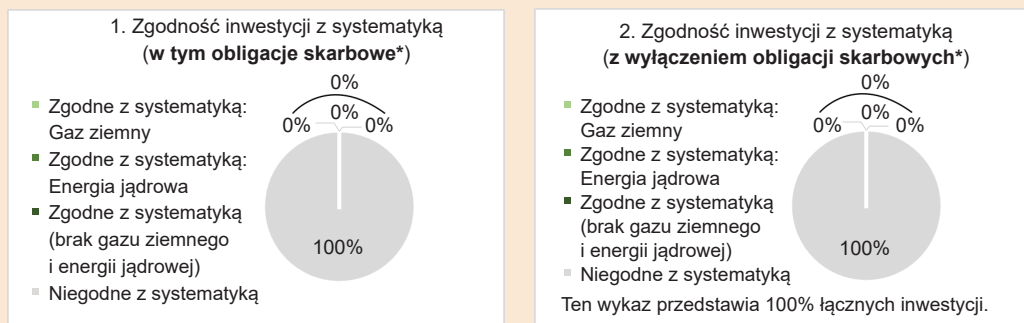 1. Zgodność inwestycji z systematyką
(w tym obligacje skarbowe*)
0%
0%
0%
0%
Zgodne z systematyką:
Gaz ziemny
Zgodne z systematyką:
Energia jądrowa
Zgodne z systematyką
(brak gazu ziemnego
i energii jądrowej)
Niegodne z systematyką
100%
2. Zgodność inwestycji z systematyką
(z wyłączeniem obligacji skarbowych*)
0%
0%
0%
0%
Zgodne z systematyką:
Gaz ziemny
Zgodne z systematyką:
Energia jądrowa
Zgodne z systematyką
(brak gazu ziemnego
i energii jądrowej)
Niegodne z systematyką
100%
Ten wykaz przedstawia 100% łącznych inwestycji.